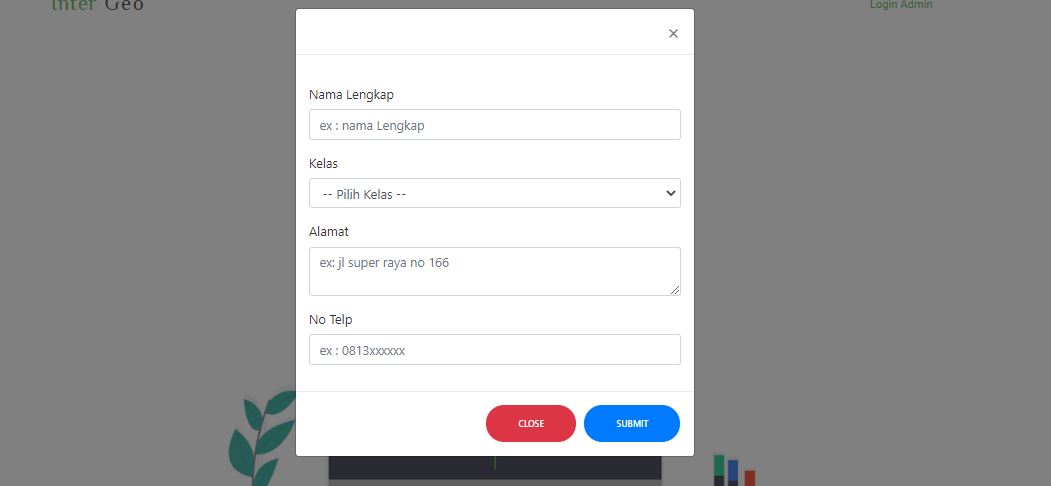 Inter Geo
Login Admin
×
Nama Lengkap
ex : nama Lengkap
Kelas
-- Pilih Kelas --
Alamat
ex: jl super raya no 166
No Telp
ex : 0813xxxxxx
CLOSE
SUBMIT